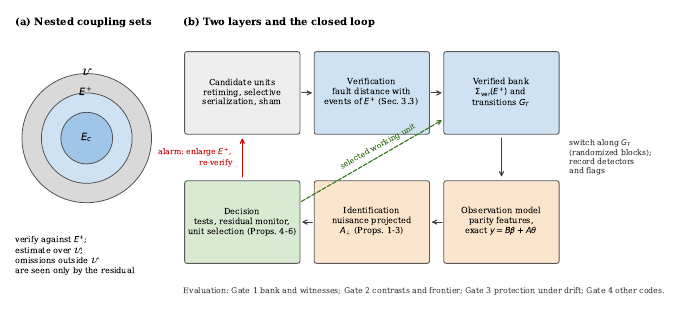 (a) Nested coupling sets
(b) Two layers and the closed loop
𝒰
E⁺
E_c
verify against E⁺;
estimate over 𝒰;
omissions outside 𝒰
are seen only by the residual
Candidate units
retiming, selective
serialization, sham
Verification
fault distance with
events of E⁺ (Sec. 3.3)
Verified bank
Σ_ver(E⁺) and
transitions G_T
alarm: enlarge E⁺,
re-verify
selected working unit
switch along G_T
(randomized blocks);
record detectors
and flags
Decision
tests, residual monitor,
unit selection (Props. 4-6)
Identification
nuisance projected
A_⊥ (Props. 1-3)
Observation model
parity features,
exact y = Bβ + Aθ
Evaluation: Gate 1 bank and witnesses; Gate 2 contrasts and frontier; Gate 3 protection under drift; Gate 4 other codes.